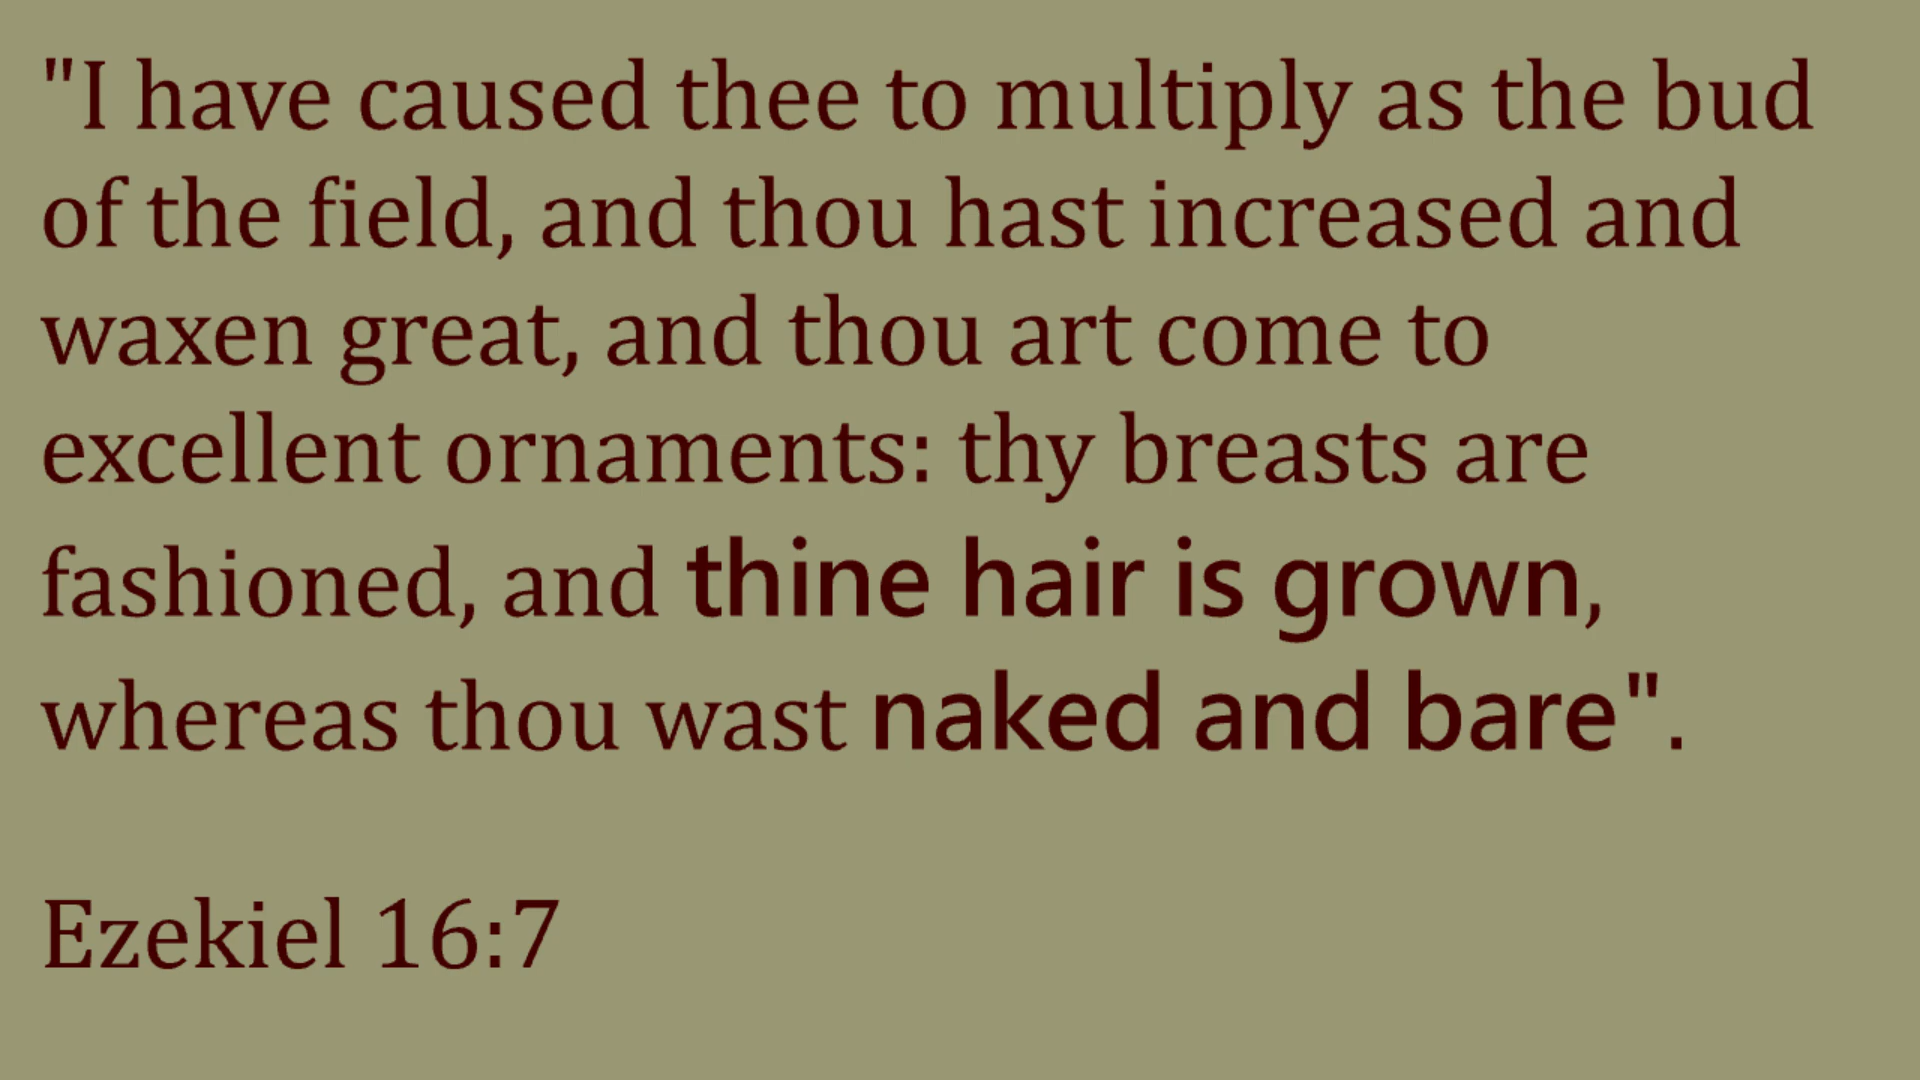 "I have caused thee to multiply as the bud
of the field, and thou hast increased and
waxen great, and thou art come to
excellent ornaments: thy breasts are
fashioned, and thine hair is grown,
whereas thou wast naked and bare".
Ezekiel 16:7